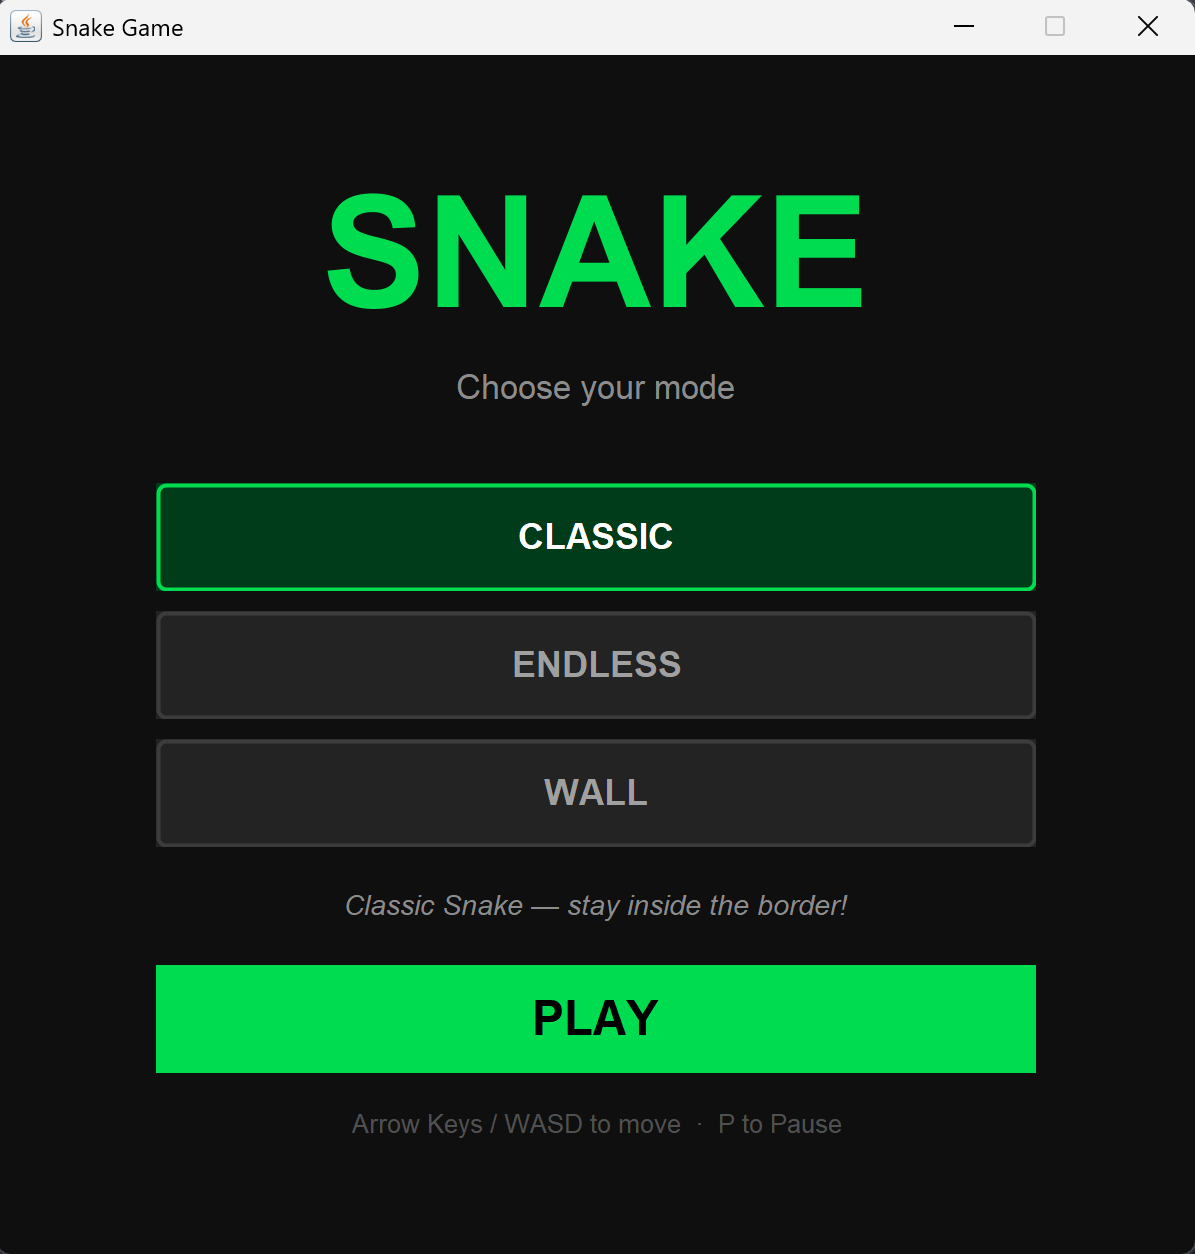 Snake Game
SNAKE
Choose your mode
CLASSIC
ENDLESS
WALL
Classic Snake — stay inside the border!
PLAY
Arrow Keys / WASD to move · P to Pause